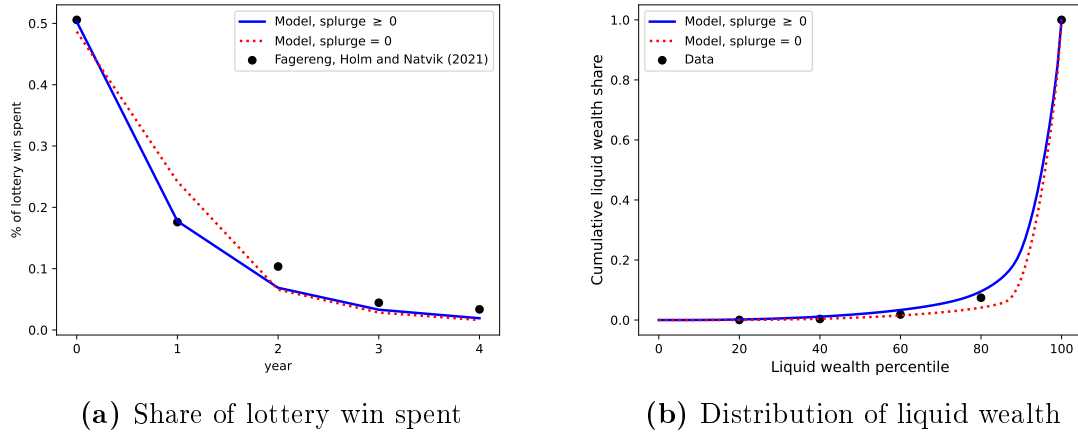 0.5
0.4
0.3
0.2
0.1
0.0
% of lottery win spent
Model, splurge ≥ 0
Model, splurge = 0
Fagereng, Holm and Natvik (2021)
0 1 2 3 4
year
(a) Share of lottery win spent
1.0
0.8
0.6
0.4
0.2
0.0
Cumulative liquid wealth share
Model, splurge ≥ 0
Model, splurge = 0
Data
0 20 40 60 80 100
Liquid wealth percentile
(b) Distribution of liquid wealth